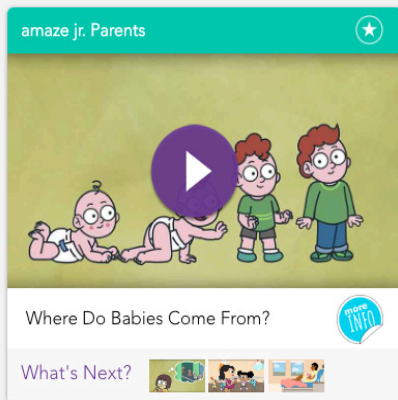 amaze jr. Parents
Where Do Babies Come From?
more
INFO
What's Next?